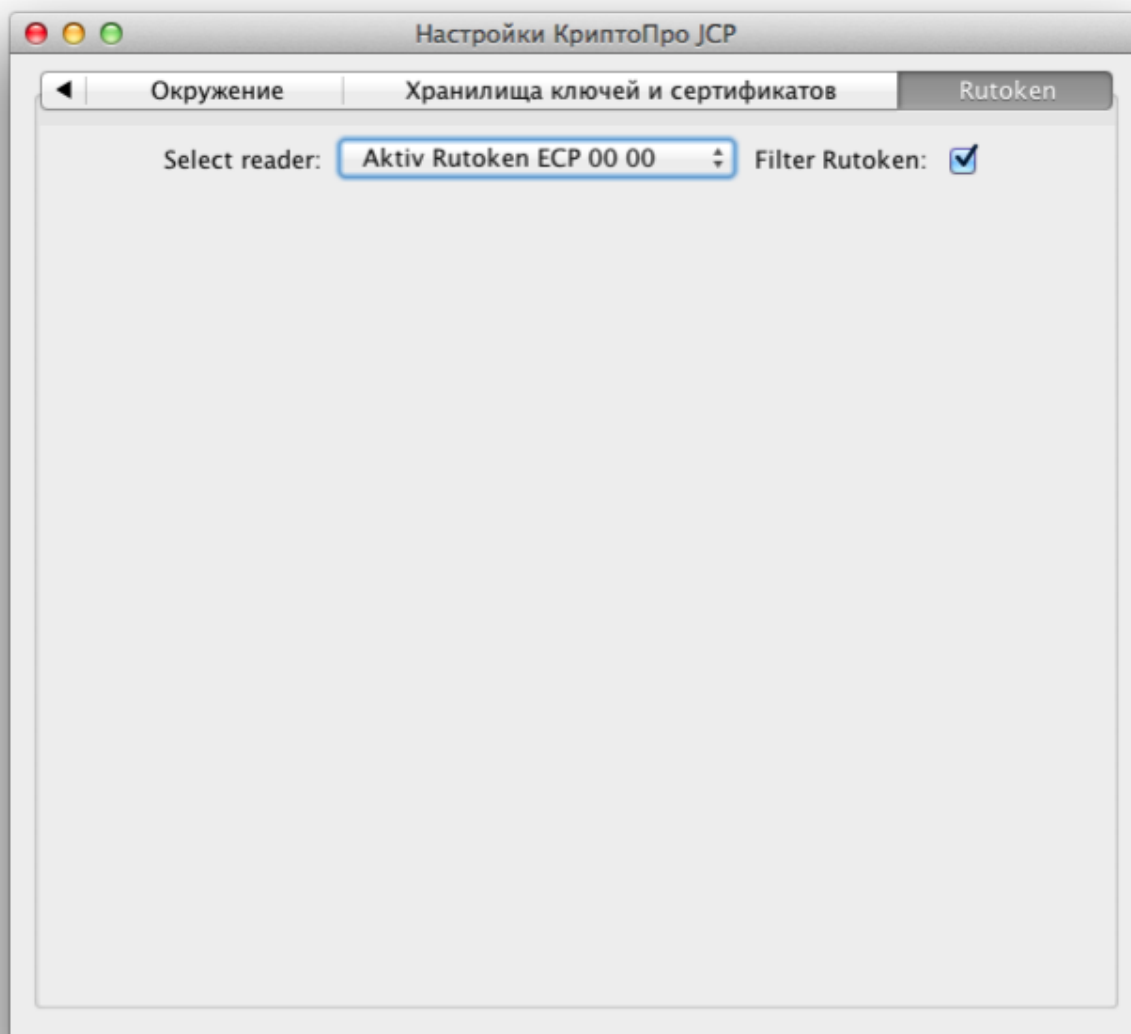 Настройки КриптоПро JCP
Окружение Хранилища ключей и сертификатов Rutoken
Select reader: Aktiv Rutoken ECP 00 00 Filter Rutoken: